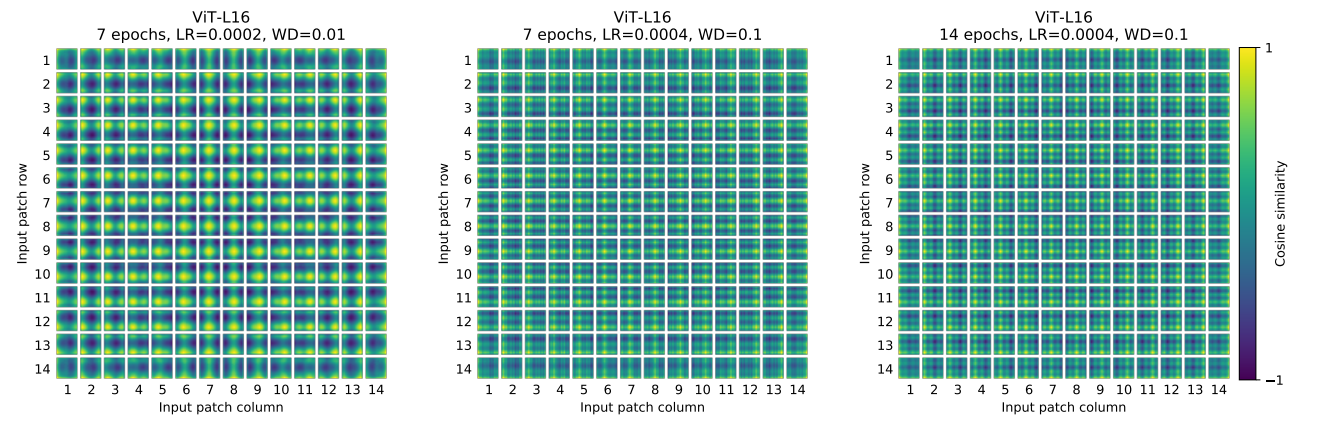 ViT-L16
7 epochs, LR=0.0002, WD=0.01
Input patch row
1
2
3
4
5
6
7
8
9
10
11
12
13
14
1 2 3 4 5 6 7 8 9 10 11 12 13 14
Input patch column
ViT-L16
7 epochs, LR=0.0004, WD=0.1
Input patch row
1
2
3
4
5
6
7
8
9
10
11
12
13
14
1 2 3 4 5 6 7 8 9 10 11 12 13 14
Input patch column
ViT-L16
14 epochs, LR=0.0004, WD=0.1
Input patch row
1
2
3
4
5
6
7
8
9
10
11
12
13
14
1 2 3 4 5 6 7 8 9 10 11 12 13 14
Input patch column
1
Cosine similarity
−1